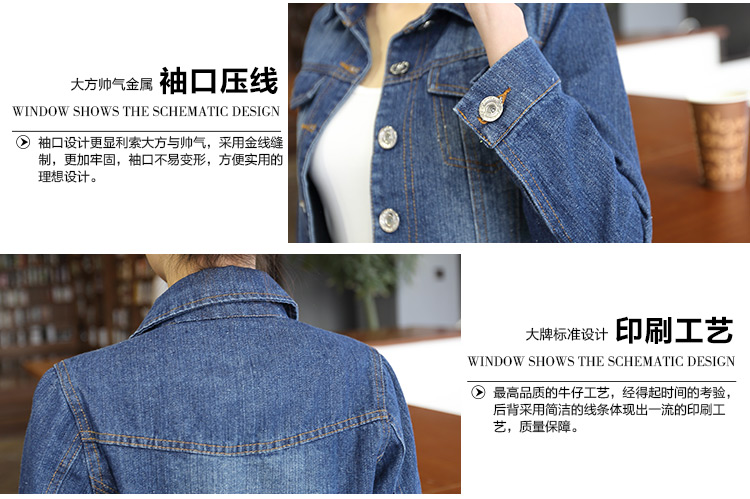 大方帅气金属 袖口压线
WINDOW SHOWS THE SCHEMATIC DESIGN
袖口设计更显利索大方与帅气，采用金线缝
制，更加牢固，袖口不易变形，方便实用的
理想设计。
大牌标准设计 印刷工艺
WINDOW SHOWS THE SCHEMATIC DESIGN
最高品质的牛仔工艺，经得起时间的考验，
后背采用简洁的线条体现出一流的印刷工
艺，质量保障。